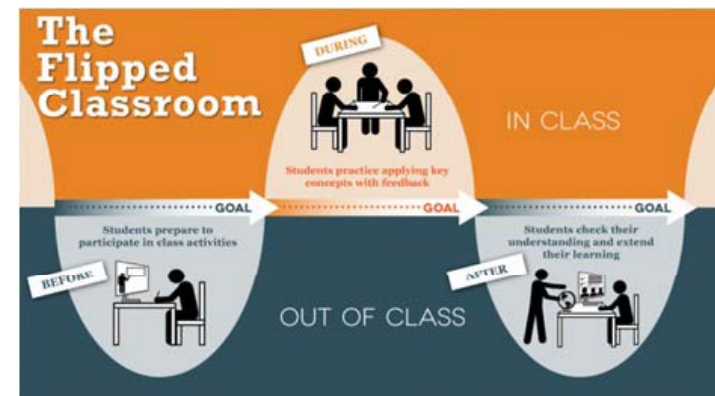 The
Flipped
Classroom
DURING
IN CLASS
Students practice applying key
concepts with feedback
GOAL
GOAL
GOAL
Students prepare to
participate in class activities
Students check their
understanding and extend
their learning
BEFORE
AFTER
OUT OF CLASS